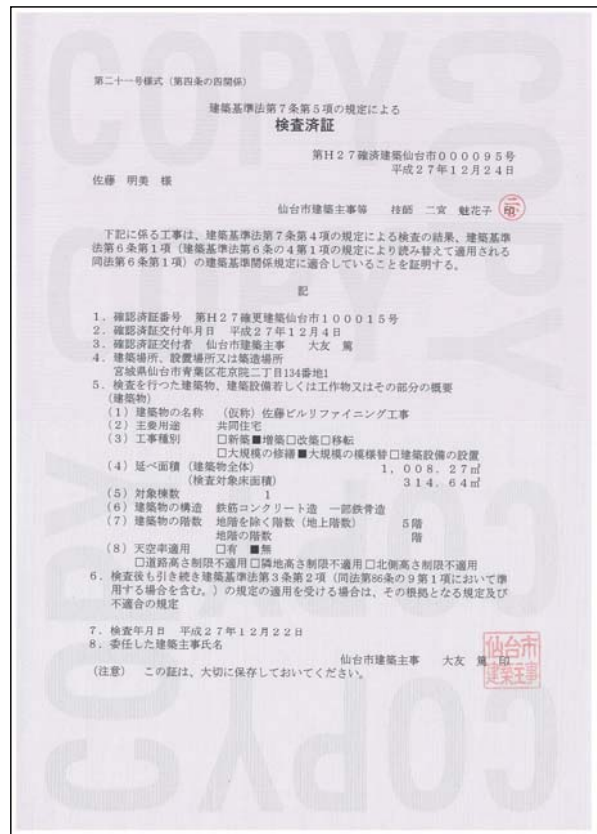 第二十一号様式（第四条の四関係）
建築基準法第７条第５項の規定による
検査済証
第Ｈ２７確済建築仙台市０００００９５号
平成２７年１２月２４日
佐藤　明美　様
仙台市建築主事等　技師　二宮　魅花子　印
下記に係る工事は、建築基準法第７条第４項の規定による検査の結果、建築基準
法第６条第１項（建築基準法第６条の４第１項の規定により読み替えて適用される
同法第６条第１項）の建築基準関係規定に適合していることを証明する。
記
１．確認済証番号　第Ｈ２７確更建築仙台市１０００１５号
２．確認済証交付年月日　平成２７年１２月４日
３．確認済証交付者　仙台市建築主事　大友　篤
４．建築場所、設置場所又は築造場所
宮城県仙台市青葉区花京院二丁目134番地1
５．検査を行つた建築物、建築設備若しくは工作物又はその部分の概要
（建築物）
（１）建築物の名称　（仮称）佐藤ビルリファイニング工事
（２）主要用途　共同住宅
（３）工事種別　□新築■増築□改築□移転
□大規模の修繕■大規模の模様替□建築設備の設置
（４）延べ面積（建築物全体）　１，００８．２７㎡
（検査対象床面積）　３１４．６４㎡
（５）対象棟数　１
（６）建築物の構造　鉄筋コンクリート造　一部鉄骨造
（７）建築物の階数　地階を除く階数（地上階数）　５階
地階の階数　階
（８）天空率適用　□有　■無
□道路高さ制限不適用□隣地高さ制限不適用□北側高さ制限不適用
６．検査後も引き続き建築基準法第３条第２項（同法第86条の９第１項において準
用する場合を含む。）の規定の適用を受ける場合は、その根拠となる規定及び
不適合の規定
７．検査年月日　平成２７年１２月２２日
８．委任した建築主事氏名
仙台市建築主事　大友　篤　印
仙台市
建築主事
（注意）　この証は、大切に保存しておいてください。
COPY
COPY
COPY
COPY